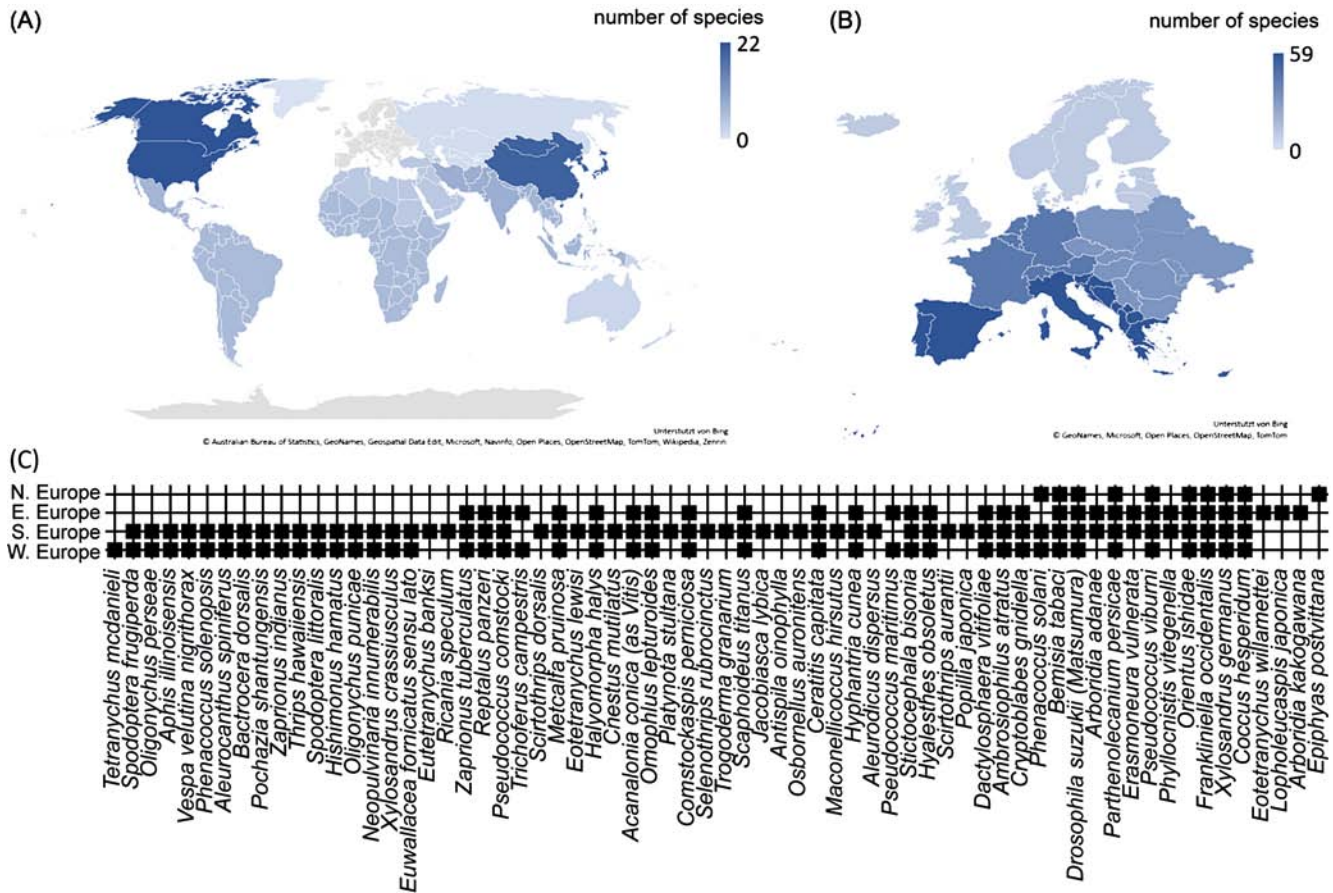 (A)
number of species
22
0
(B)
number of species
59
0
Unterstützt von Bing
© Australian Bureau of Statistics, GeoNames, Geospatial Data Edit, Microsoft, Navinfo, Open Places, OpenStreetMap, TomTom, Wikipedia, Zenrin
Unterstützt von Bing
© GeoNames, Microsoft, Open Places, OpenStreetMap, TomTom
(C)
N. Europe
E. Europe
S. Europe
W. Europe
Tetranychus mcdanieli
Spodoptera frugiperda
Oligonychus perseae
Aphis illinoisensis
Vespa velutina nigrithorax
Phenacoccus solenopsis
Aleurocanthus spiniferus
Bactrocera dorsalis
Pochazia shantungensis
Zaprionus indianus
Thrips hawaiiensis
Spodoptera littoralis
Hishimonus hamatus
Oligonychus punicae
Neopulvinaria innumerabilis
Xylosandrus crassiusculus
Euwallacea fornicatus sensu lato
Eutetranychus banksi
Ricania speculum
Zaprionus tuberculatus
Reptalus panzeri
Pseudococcus comstocki
Trichoferus campestris
Scirtothrips dorsalis
Metcalfa pruinosa
Eotetranychus lewisi
Halyomorpha halys
Acanalonia conica (as Vitis)
Omophlus lepturoides
Platynota stultana
Comstockaspis perniciosa
Selenothrips rubrocinctus
Trogoderma granarium
Scaphoideus titanus
Jacobiasca lybica
Antispila oinophylla
Osbornellus auronitens
Ceratitis capitata
Maconellicoccus hirsutus
Hyphantria cunea
Aleurodicus dispersus
Pseudococcus maritimus
Stictocephala bisonia
Hyalesthes obsoletus
Scirtothrips aurantii
Popillia japonica
Dactylosphaera vitifoliae
Ambrosiophilus atratus
Cryptoblabes gnidiella
Phenacoccus solani
Bemisia tabaci
Drosophila suzukii (Matsumura)
Arboridia adanae
Parthenolecanium persicae
Erasmoneura vulnerata
Pseudococcus viburni
Phyllocnistis vitegenella
Orientus ishidae
Frankliniella occidentalis
Xylosandrus germanus
Coccus hesperidum
Eotetranychus willamettei
Lopholeucaspis japonica
Arboridia kakogawana
Epiphyas postvittana